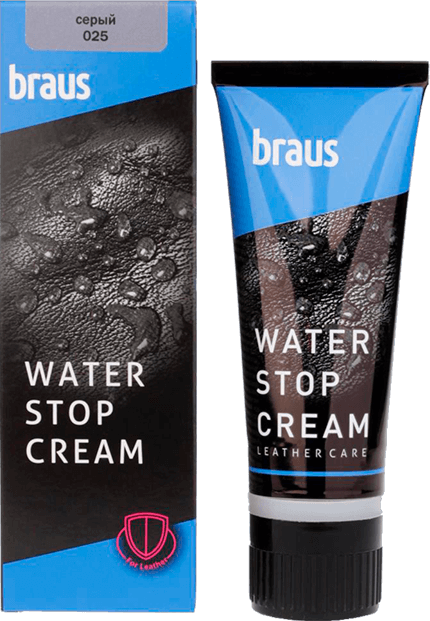 серый
025
braus
WATER
STOP
CREAM
For Leather
braus
WATER
STOP
CREAM
LEATHER CARE